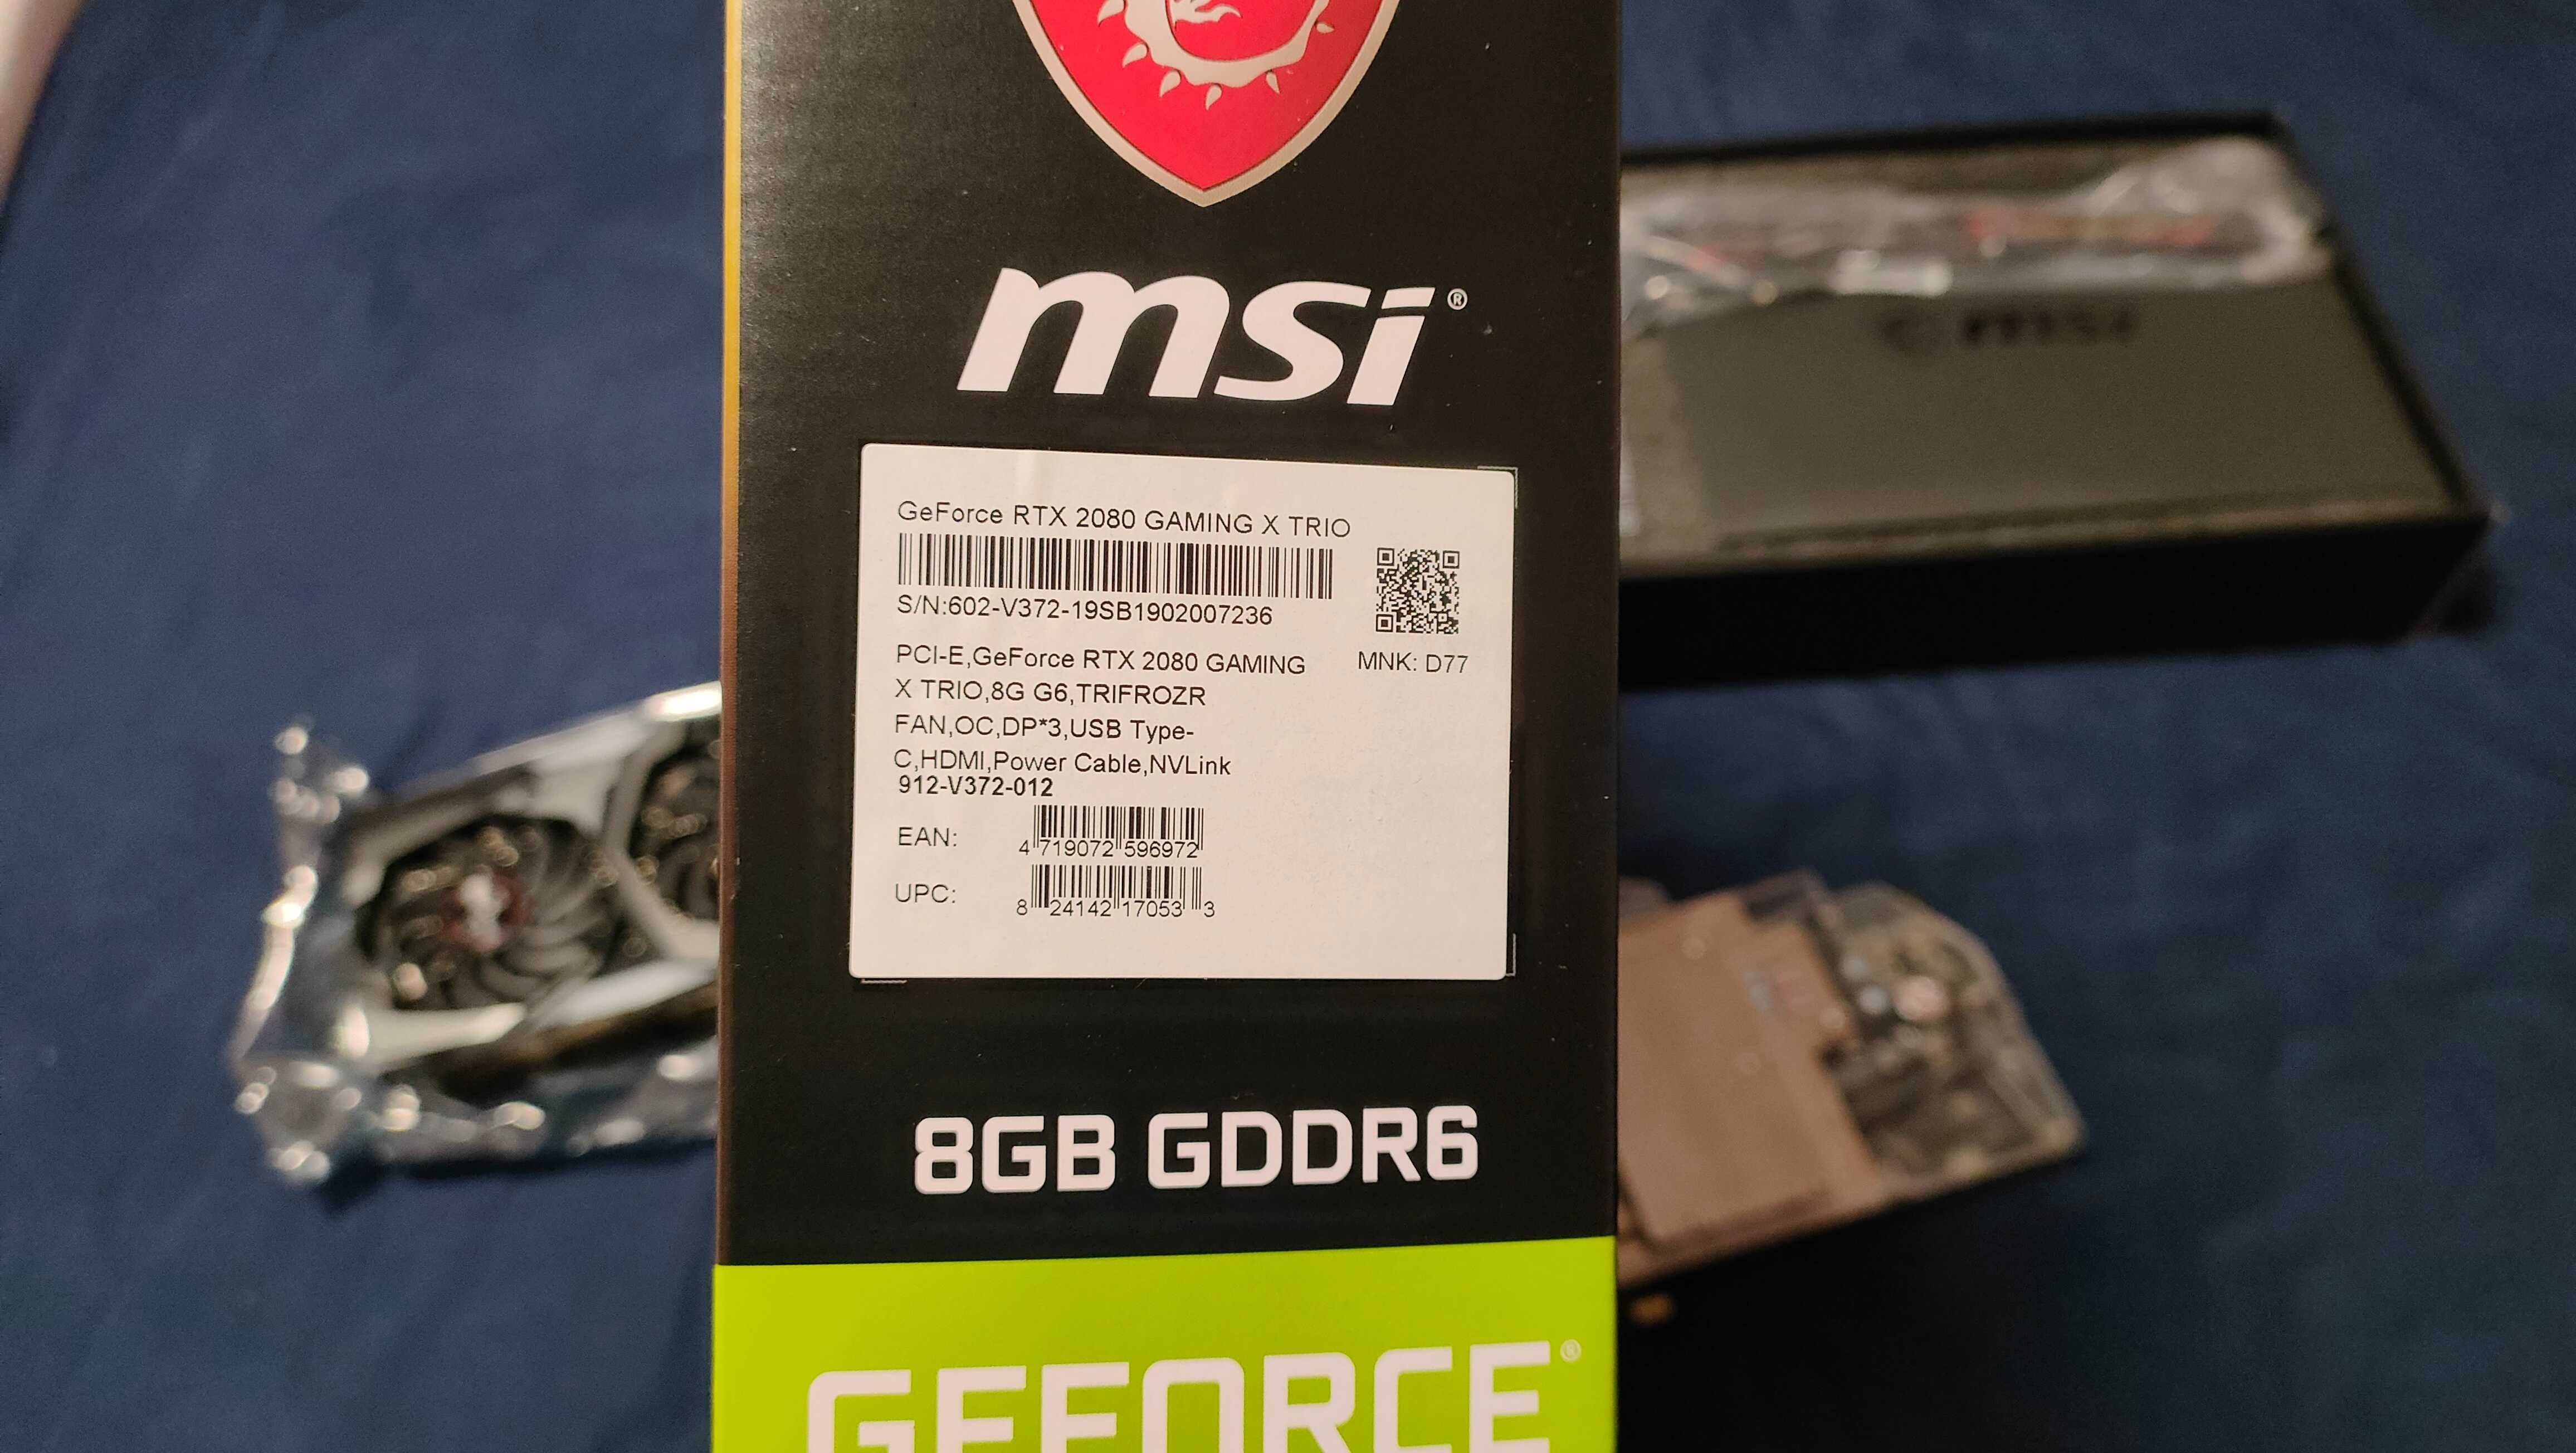 msi®
GeForce RTX 2080 GAMING X TRIO
S/N:602-V372-19SB1902007236
PCI-E,GeForce RTX 2080 GAMING
MNK: D77
X TRIO,8G G6,TRIFROZR
FAN,OC,DP*3,USB Type-
C,HDMI,Power Cable,NVLink
912-V372-012
EAN:
4 719072 596972
UPC:
8 24142 17053 3
8GB GDDR6
GEFORCE®
msi